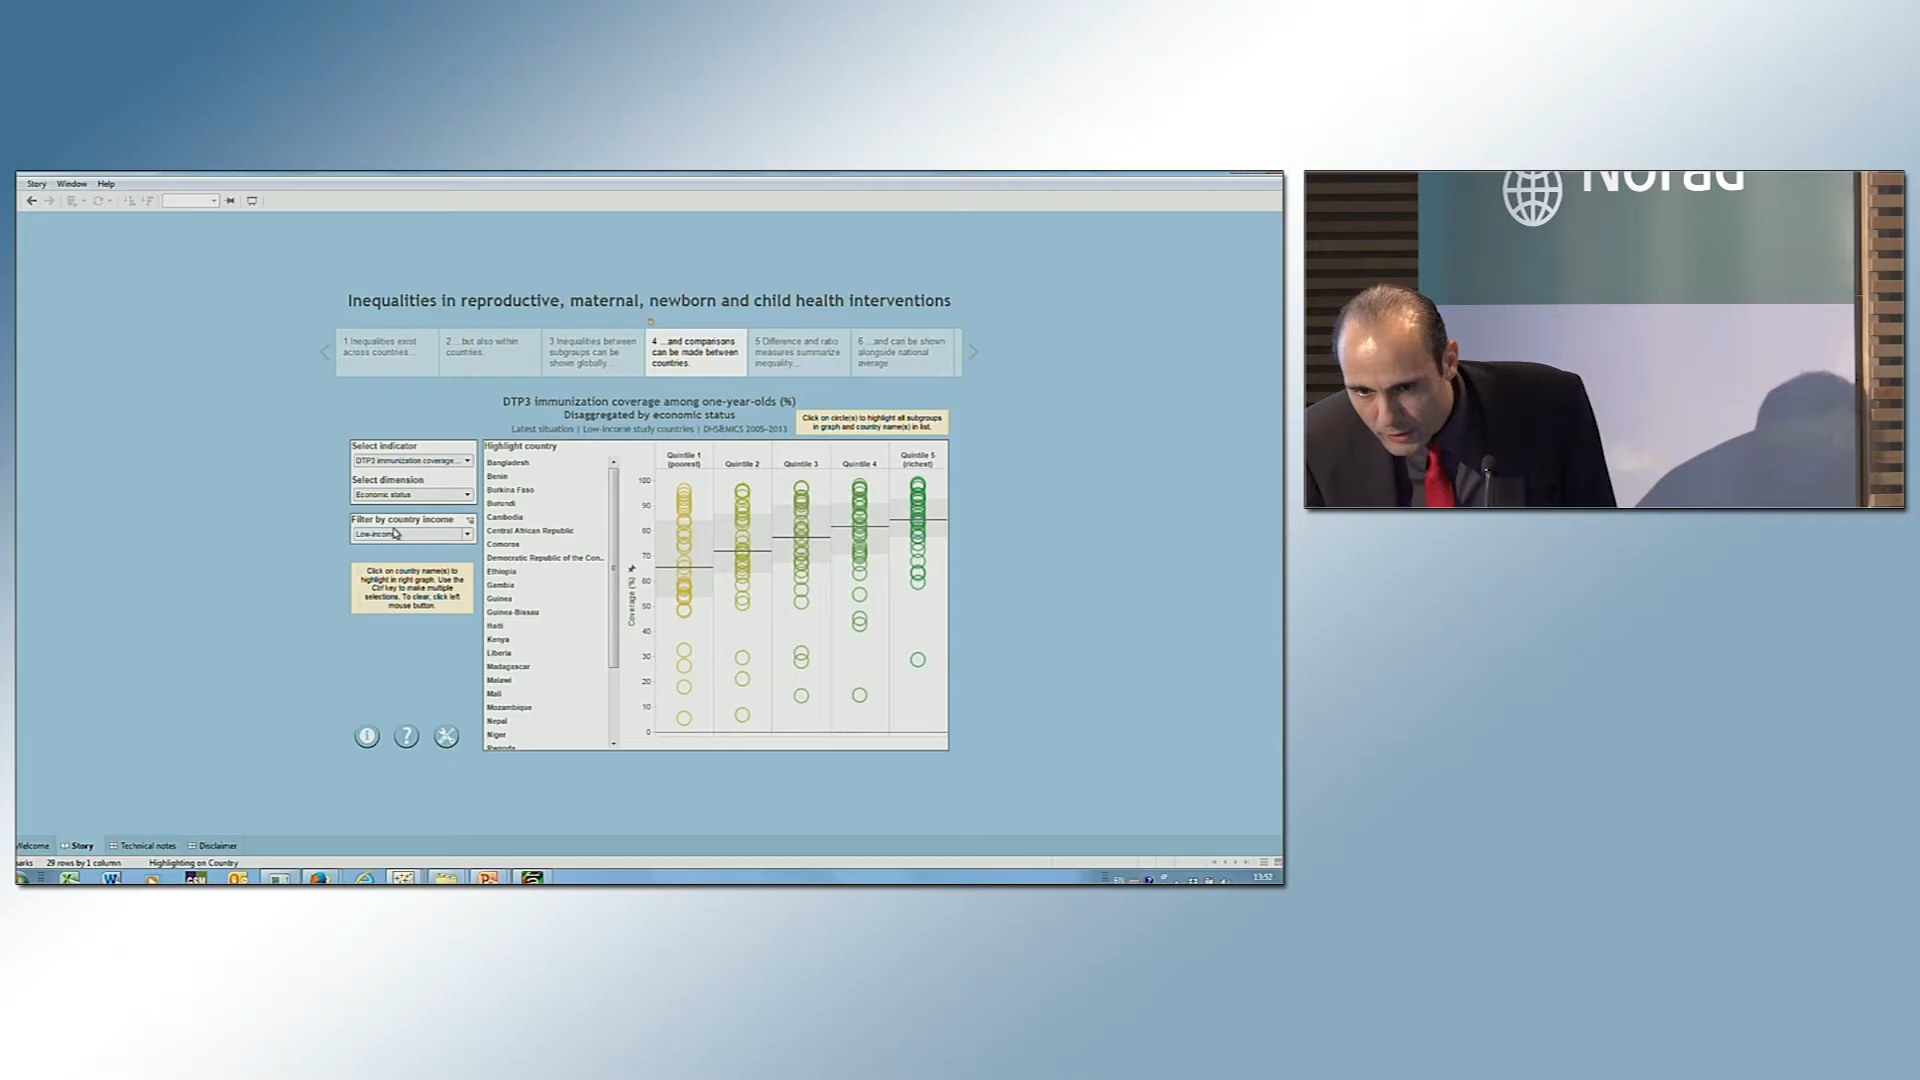 Story Window Help
Inequalities in reproductive, maternal, newborn and child health interventions
1 Inequalities exist
across countries...
2 ...but also within
countries.
3 Inequalities between
subgroups can be
shown globally...
4 ...and comparisons
can be made between
countries.
5 Difference and ratio
measures summarize
inequality....
6 ...and can be shown
alongside national
average.
DTP3 immunization coverage among one-year-olds (%)
Disaggregated by economic status
Latest situation | Low-income study countries | DHS&MICS 2005-2013
Click on circle(s) to highlight all subgroups
in graph and country name(s) in list.
Select indicator
DTP3 immunization coverage...
Select dimension
Economic status
Filter by country income
Low-income
Click on country name(s) to
highlight in right graph. Use the
Ctrl key to make multiple
selections. To clear, click left
mouse button.
Highlight country
Bangladesh
Benin
Burkina Faso
Burundi
Cambodia
Central African Republic
Comoros
Democratic Republic of the Con..
Ethiopia
Gambia
Guinea
Guinea-Bissau
Haiti
Kenya
Liberia
Madagascar
Malawi
Mali
Mozambique
Nepal
Niger
Rwanda
Quintile 1
(poorest)
Quintile 2
Quintile 3
Quintile 4
Quintile 5
(richest)
Coverage (%)
100
90
80
70
60
50
40
30
20
10
0
Welcome Story Technical notes Disclaimer
arks 29 rows by 1 column Highlighting on Country
EN 13:52
Norad